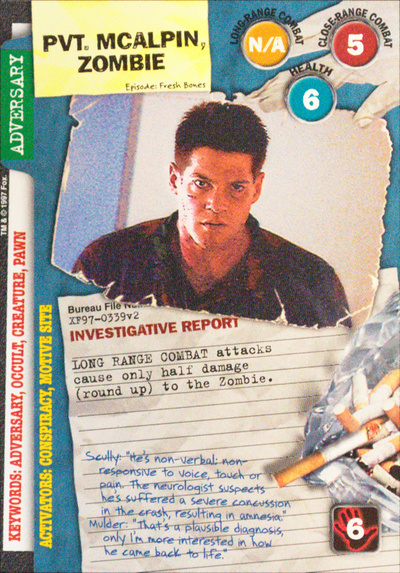 LONG-RANGE COMBAT
CLOSE-RANGE COMBAT
PVT. MCALPIN,
ZOMBIE
Episode: Fresh Bones
N/A
5
HEALTH
6
ADVERSARY
TM & © 1997 Fox.
KEYWORDS: ADVERSARY, OCCULT, CREATURE, PAWN
ACTIVATORS: CONSPIRACY, MOTIVE SITE
Bureau File
XF97-0339v2
INVESTIGATIVE REPORT
LONG RANGE COMBAT attacks
cause only half damage
(round up) to the Zombie.
Scully: "He's non-verbal: non-
responsive to voice, touch or
pain. The neurologist suspects
he's suffered a severe concussion
in the crash, resulting in amnesia."
Mulder: "That's a plausible diagnosis,
only I'm more interested in how
he came back to life."
6